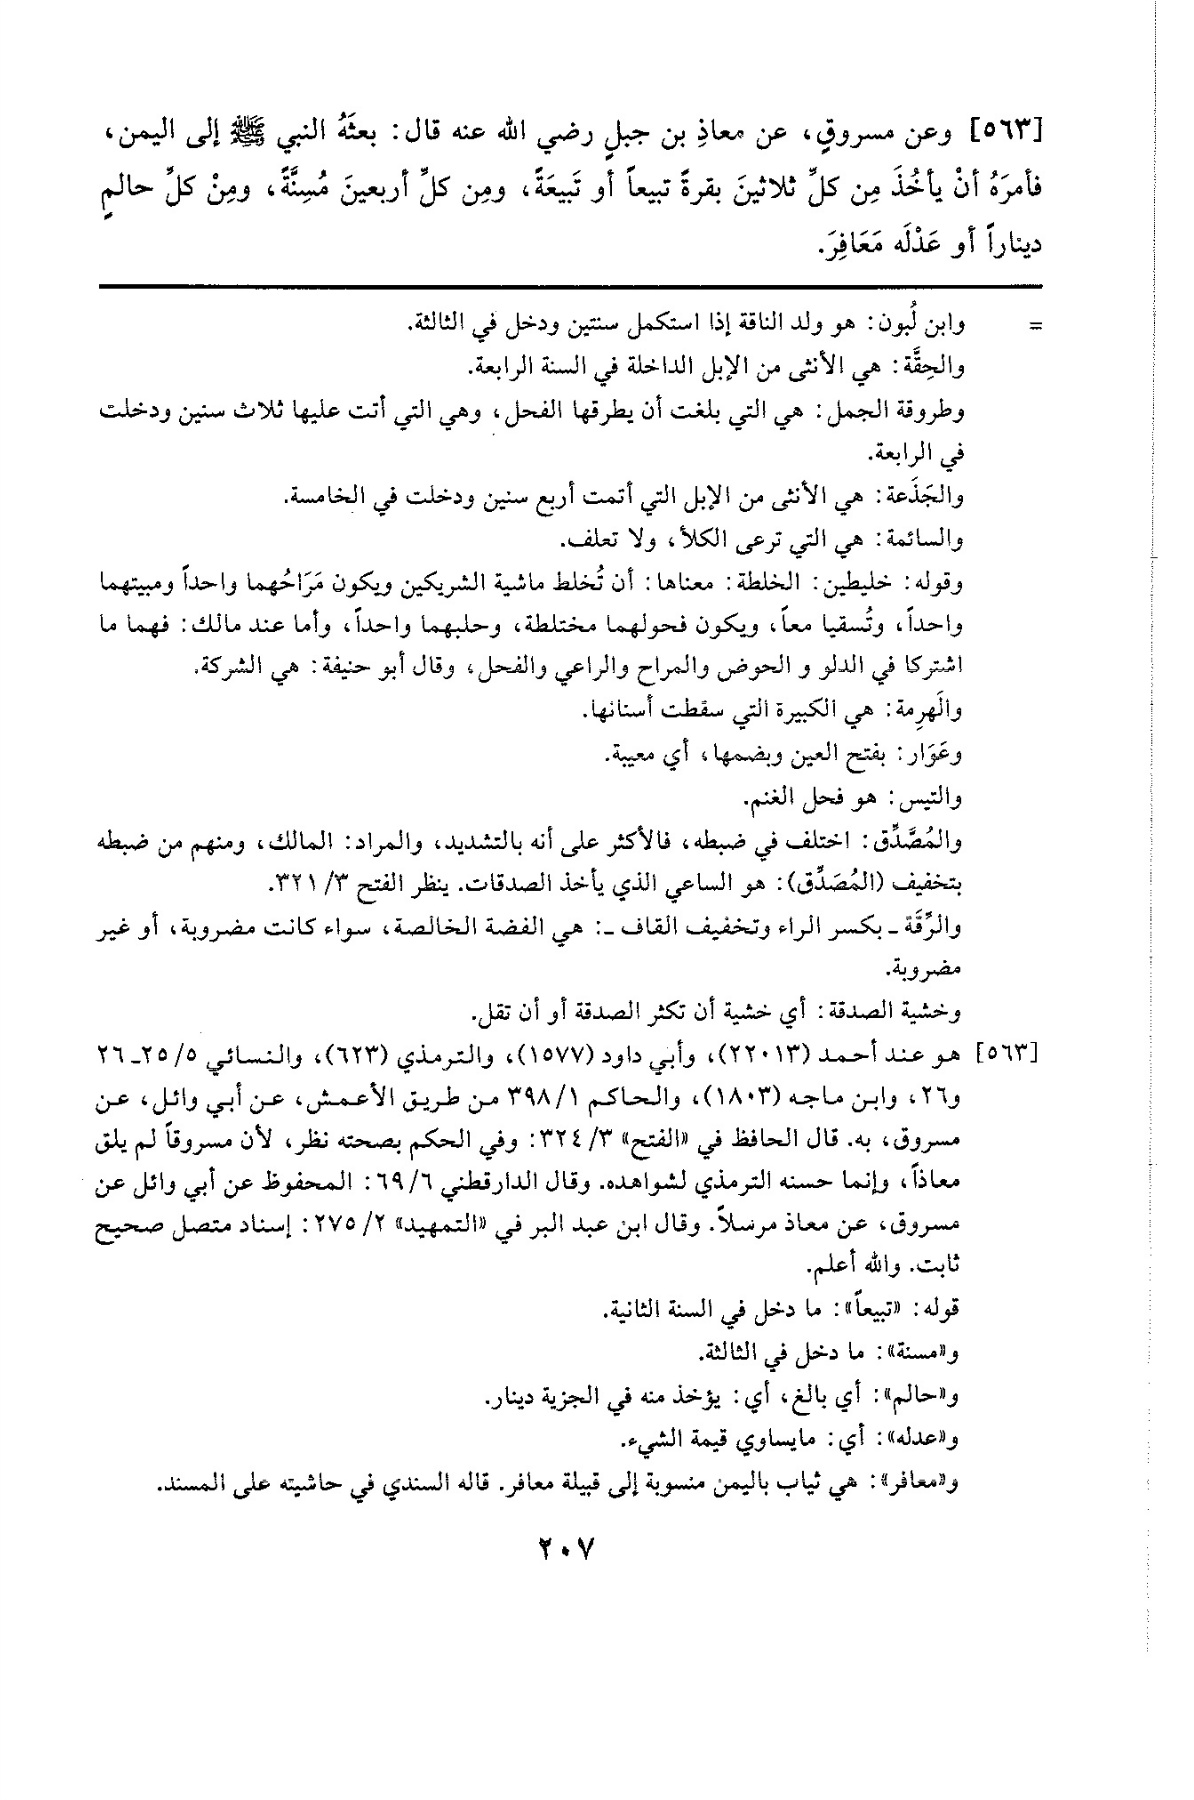 [٥٦٣] وعن مسروقٍ، عن معاذِ بن جبلٍ رضي الله عنه قال: بعثَهُ النبي ﷺ إلى اليمن،
فأمرَهُ أنْ يأخُذَ مِن كلِّ ثلاثينَ بقرةً تبيعاً أو تَبيعَةً، ومِن كلِّ أربعينَ مُسِنَّةً، ومِنْ كلِّ حالمٍ
ديناراً أو عَدْلَه مَعَافِرَ.
= وابن لُبون: هو ولد الناقة إذا استكمل سنتين ودخل في الثالثة.
والحِقَّة: هي الأنثى من الإبل الداخلة في السنة الرابعة.
وطروقة الجمل: هي التي بلغت أن يطرقها الفحل، وهي التي أتت عليها ثلاث سنين ودخلت
في الرابعة.
والجَذَعة: هي الأنثى من الإبل التي أتمت أربع سنين ودخلت في الخامسة.
والسائمة: هي التي ترعى الكلأ، ولا تعلف.
وقوله: خليطين: الخلطة: معناها: أن تُخلط ماشية الشريكين ويكون مَرَاحُهما واحداً ومبيتهما
واحداً، وتُسقيا معاً، ويكون فحولهما مختلطة، وحلبهما واحداً، وأما عند مالك: فهما ما
اشتركا في الدلو و الحوض والمراح والراعي والفحل، وقال أبو حنيفة: هي الشركة.
والَهرِمة: هي الكبيرة التي سقطت أسنانها.
وعَوَار: بفتح العين وبضمها، أي معيبة.
والتيس: هو فحل الغنم.
والمُصَّدِّق: اختلف في ضبطه، فالأكثر على أنه بالتشديد، والمراد: المالك، ومنهم من ضبطه
بتخفيف (المُصَدِّق): هو الساعي الذي يأخذ الصدقات. ينظر الفتح ٣/ ٣٢١.
والرِّقَة ـ بكسر الراء وتخفيف القاف ـ: هي الفضة الخالصة، سواء كانت مضروبة، أو غير
مضروبة.
وخشية الصدقة: أي خشية أن تكثر الصدقة أو أن تقل.
[٥٦٣] هو عند أحمد (٢٢٠١٣)، وأبي داود (١٥٧٧)، والترمذي (٦٢٣)، والنسائي ٥/ ٢٥ـ ٢٦
و٢٦، وابن ماجه (١٨٠٣)، والحاكم ١/ ٣٩٨ من طريق الأعمش، عن أبي وائل، عن
مسروق، به. قال الحافظ في «الفتح» ٣/ ٣٢٤: وفي الحكم بصحته نظر، لأن مسروقاً لم يلق
معاذاً، وإنما حسنه الترمذي لشواهده. وقال الدارقطني ٦/ ٦٩: المحفوظ عن أبي وائل عن
مسروق، عن معاذ مرسلاً. وقال ابن عبد البر في «التمهيد» ٢/ ٢٧٥: إسناد متصل صحيح
ثابت. والله أعلم.
قوله: «تبيعاً»: ما دخل في السنة الثانية.
و«مسنة»: ما دخل في الثالثة.
و«حالم»: أي بالغ، أي: يؤخذ منه في الجزية دينار.
و«عدله»: أي: مايساوي قيمة الشيء.
و«معافر»: هي ثياب باليمن منسوبة إلى قبيلة معافر. قاله السندي في حاشيته على المسند.
٢٠٧